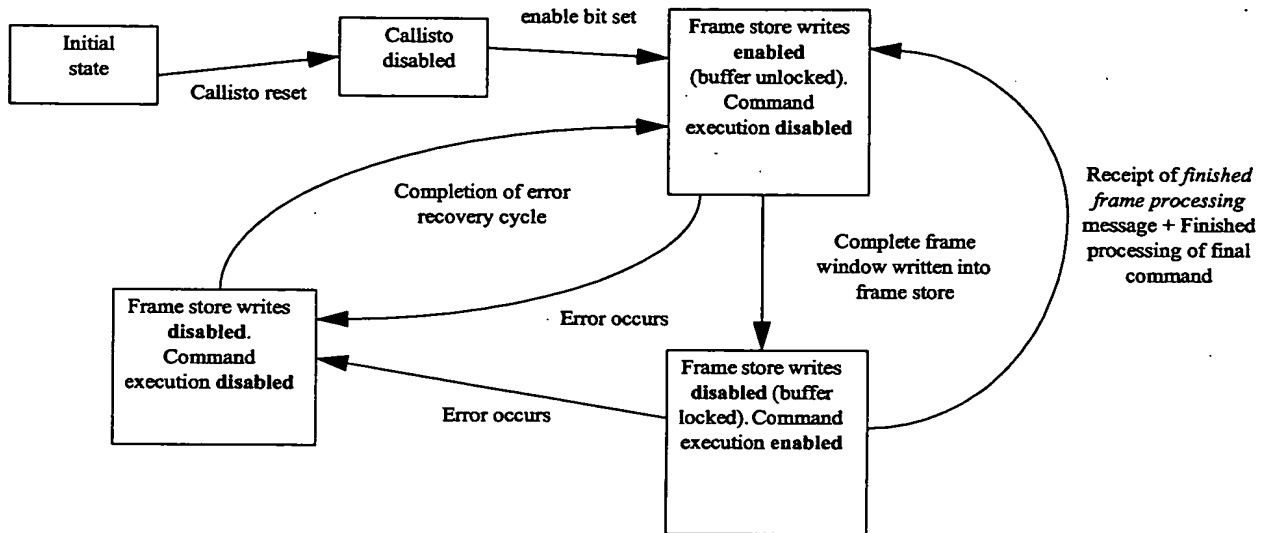 Initial
state
Callisto reset
Callisto
disabled
enable bit set
Frame store writes
enabled
(buffer unlocked).
Command
execution disabled
Completion of error
recovery cycle
Complete frame
window written into
frame store
Receipt of finished
frame processing
message + Finished
processing of final
command
Frame store writes
disabled.
Command
execution disabled
Error occurs
Error occurs
Frame store writes
disabled (buffer
locked). Command
execution enabled